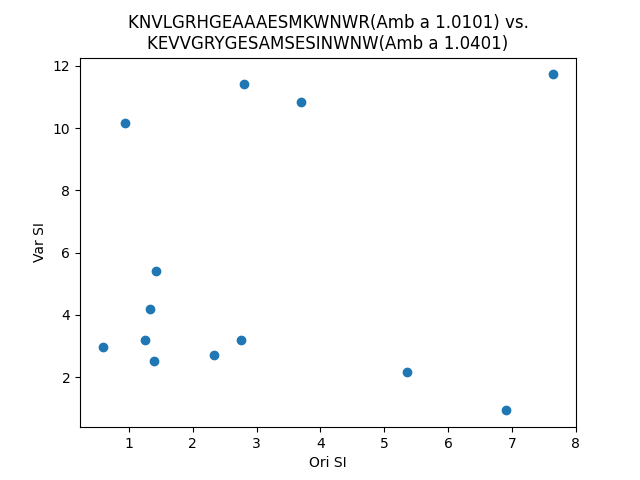 KNVLGRHGEAAAESMKWNWR(Amb a 1.0101) vs.
KEVVGRYGESAMSESINWNW(Amb a 1.0401)
12
10
8
6
4
2
Var SI
1 2 3 4 5 6 7 8
Ori SI